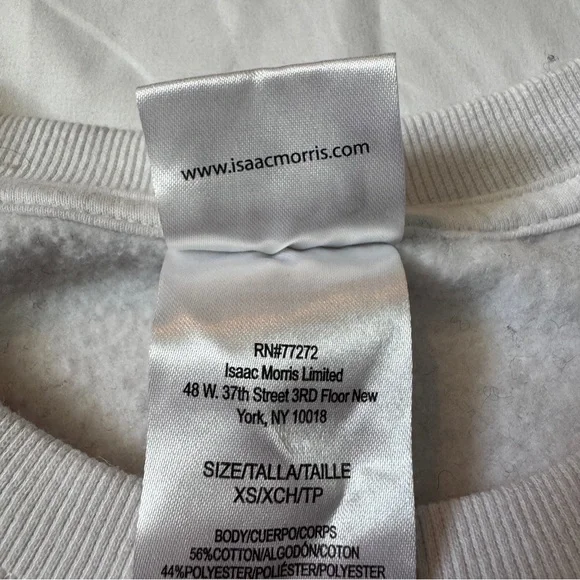 www.isaacmorris.com
RN#77272
Isaac Morris Limited
48 W. 37th Street 3RD Floor New
York, NY 10018
SIZE/TALLA/TAILLE
XS/XCH/TP
BODY/CUERPO/CORPS
56%COTTON/ALGODÓN/COTON
44%POLYESTER/POLIÉSTER/POLYESTER